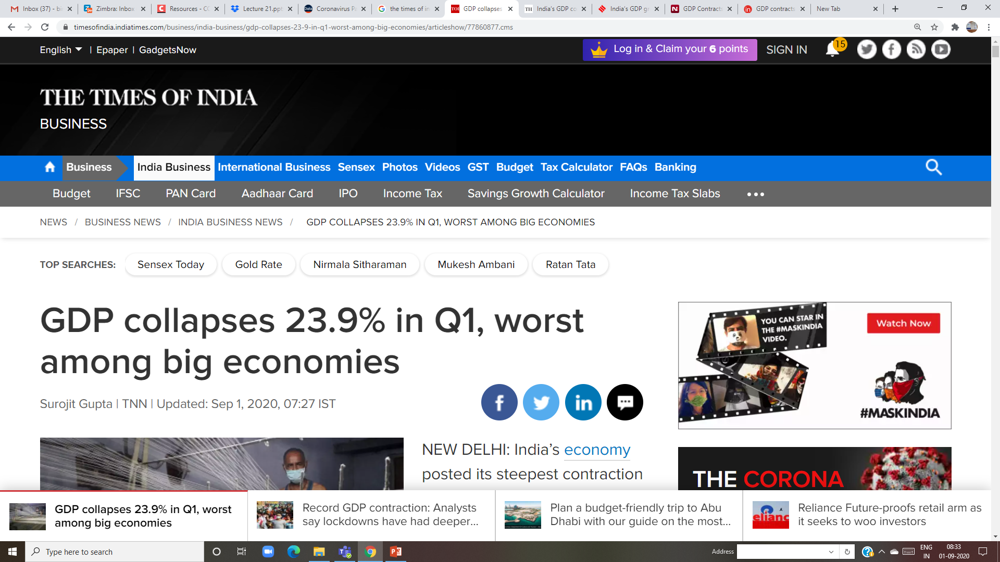 Inbox (37) - bi
Zimbra: Inbox
Resources - CC
Lecture 21.ppt
Coronavirus Pa
the times of in
GDP collapses
India's GDP co
India's GDP gr
GDP Contracts
GDP contracts
New Tab
timesofindia.indiatimes.com/business/india-business/gdp-collapses-23-9-in-q1-worst-among-big-economies/articleshow/77860877.cms
English | Epaper | GadgetsNow
Log in & Claim your 6 points
SIGN IN
15
THE TIMES OF INDIA
BUSINESS
Business India Business International Business Sensex Photos Videos GST Budget Tax Calculator FAQs Banking
Budget IFSC PAN Card Aadhaar Card IPO Income Tax Savings Growth Calculator Income Tax Slabs
NEWS / BUSINESS NEWS / INDIA BUSINESS NEWS / GDP COLLAPSES 23.9% IN Q1, WORST AMONG BIG ECONOMIES
TOP SEARCHES: Sensex Today Gold Rate Nirmala Sitharaman Mukesh Ambani Ratan Tata
GDP collapses 23.9% in Q1, worst
among big economies
Surojit Gupta | TNN | Updated: Sep 1, 2020, 07:27 IST
NEW DELHI: India's economy
posted its steepest contraction
YOU CAN STAR IN
THE #MASKINDIA
VIDEO.
Watch Now
#MASKINDIA
THE CORONA
GDP collapses 23.9% in Q1, worst
among big economies
Record GDP contraction: Analysts
say lockdowns have had deeper...
Plan a budget-friendly trip to Abu
Dhabi with our guide on the most...
Reliance Future-proofs retail arm as
it seeks to woo investors
Type here to search
Address
ENG
IN
08:33
01-09-2020